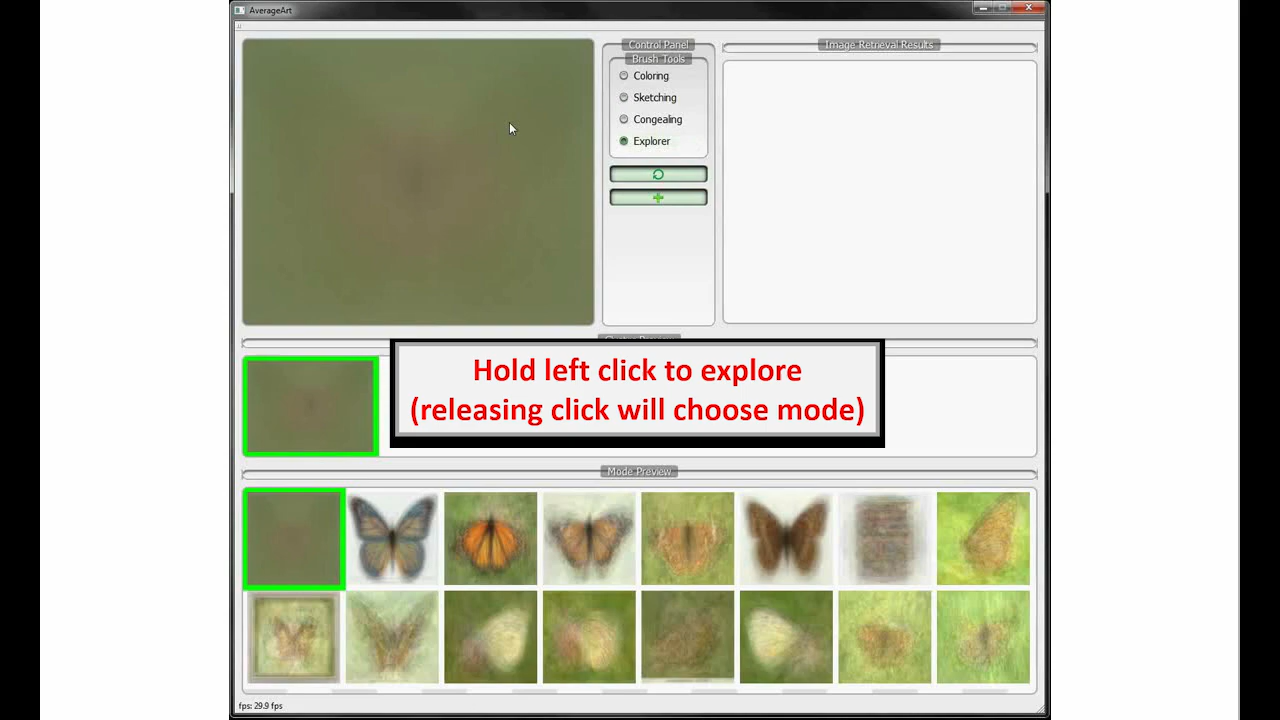 AverageArt
Control Panel
Image Retrieval Results
Brush Tools
Coloring
Sketching
Congealing
Explorer
Hold left click to explore
(releasing click will choose mode)
Mode Preview
fps: 29.9 fps